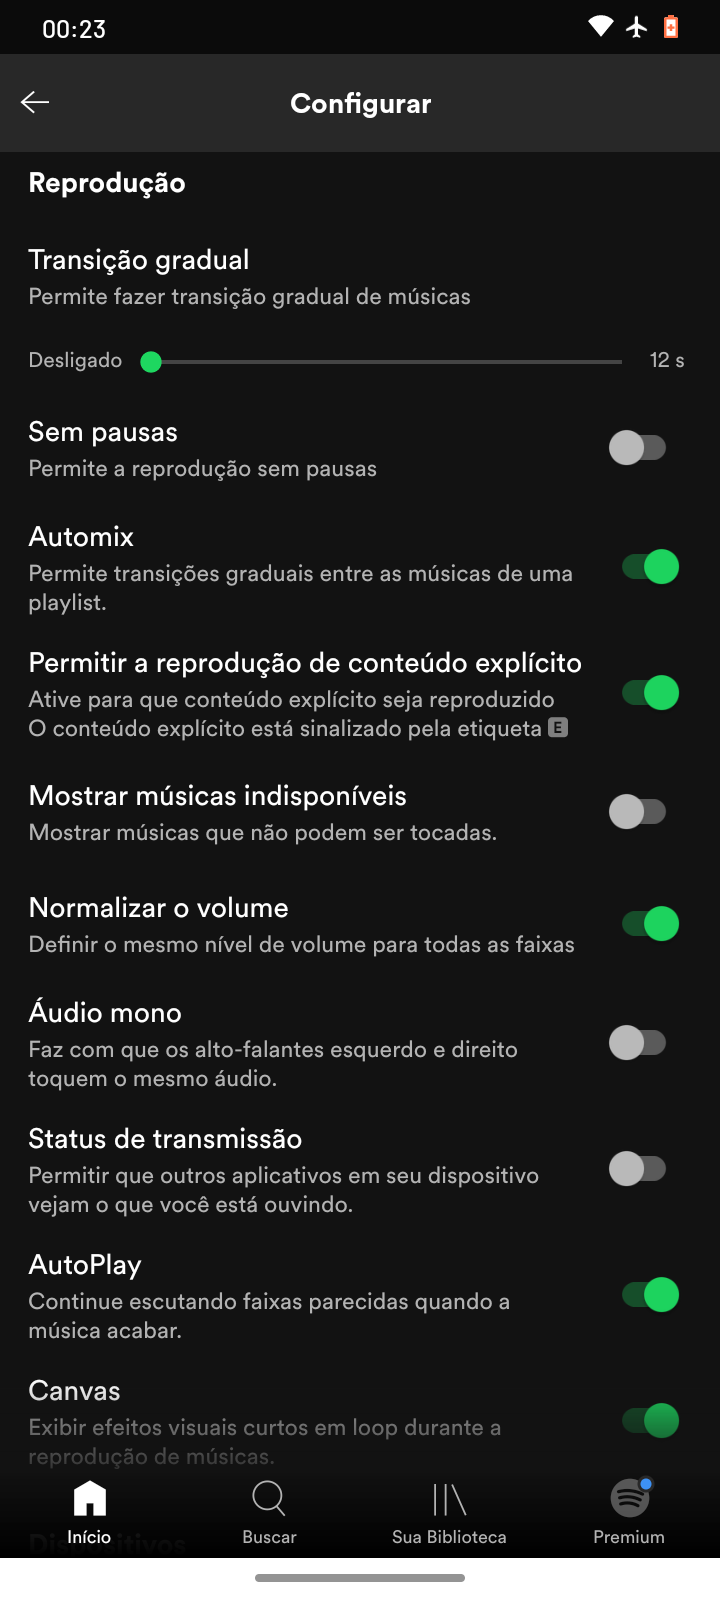 00:23
Configurar
Reprodução
Transição gradual
Permite fazer transição gradual de músicas
Desligado 12 s
Sem pausas
Permite a reprodução sem pausas
Automix
Permite transições graduais entre as músicas de uma
playlist.
Permitir a reprodução de conteúdo explícito
Ative para que conteúdo explícito seja reproduzido
O conteúdo explícito está sinalizado pela etiqueta E
Mostrar músicas indisponíveis
Mostrar músicas que não podem ser tocadas.
Normalizar o volume
Definir o mesmo nível de volume para todas as faixas
Áudio mono
Faz com que os alto-falantes esquerdo e direito
toquem o mesmo áudio.
Status de transmissão
Permitir que outros aplicativos em seu dispositivo
vejam o que você está ouvindo.
AutoPlay
Continue escutando faixas parecidas quando a
música acabar.
Canvas
Exibir efeitos visuais curtos em loop durante a
reprodução de músicas.
Dispositivos
Início Buscar Sua Biblioteca Premium